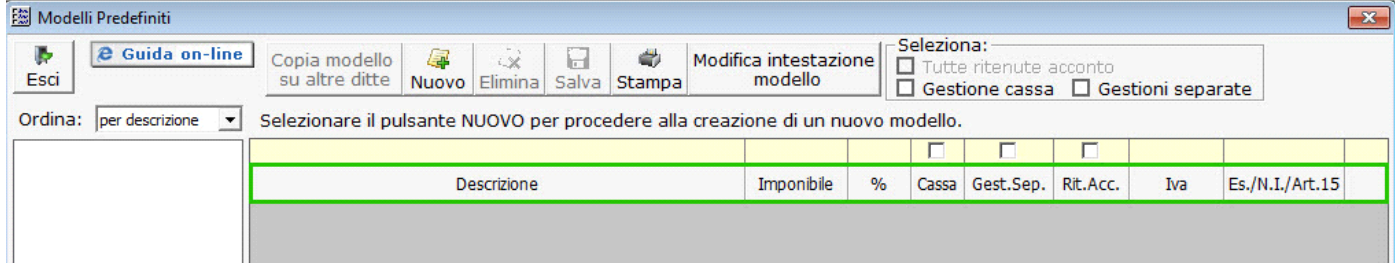 Modelli Predefiniti
Esci
Guida on-line
Copia modello
su altre ditte
Nuovo
Elimina
Salva
Stampa
Modifica intestazione
modello
Seleziona:
Tutte ritenute acconto
Gestione cassa Gestioni separate
Ordina: per descrizione
Selezionare il pulsante NUOVO per procedere alla creazione di un nuovo modello.
Descrizione Imponibile % Cassa Gest.Sep. Rit.Acc. Iva Es./N.I./Art.15